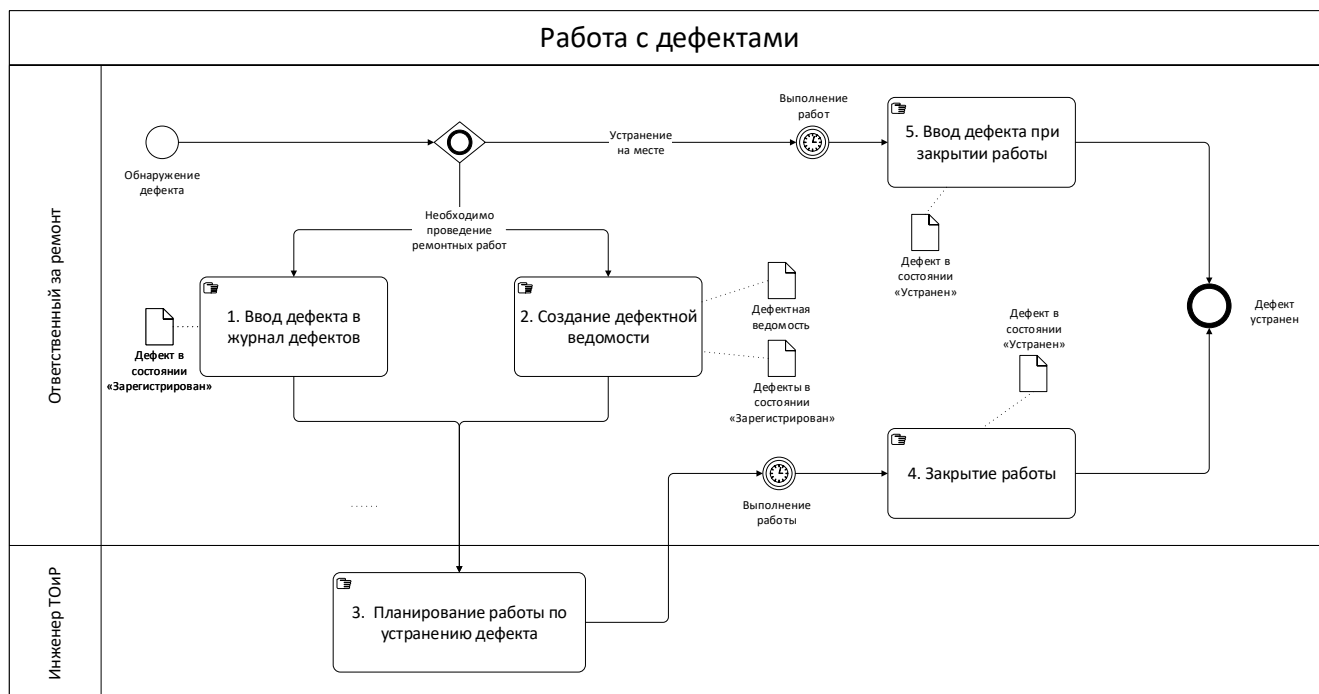 Работа с дефектами
Ответственный за ремонт
Обнаружение
дефекта
Устранение
на месте
Выполнение
работ
5. Ввод дефекта при
закрытии работы
Необходимо
проведение
ремонтных работ
Дефект в
состоянии
«Устранен»
1. Ввод дефекта в
журнал дефектов
Дефект в
состоянии
«Зарегистрирован»
2. Создание дефектной
ведомости
Дефектная
ведомость
Дефекты в
состоянии
«Зарегистрирован»
Дефект в
состоянии
«Устранен»
Дефект
устранен
4. Закрытие работы
Выполнение
работы
Инженер ТОиР
3. Планирование работы по
устранению дефекта